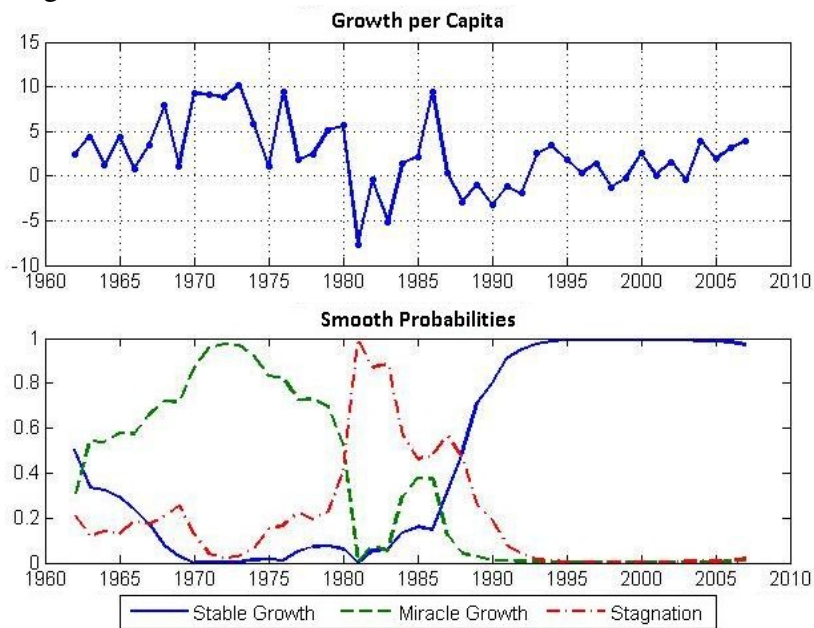 Growth per Capita
15
10
5
0
-5
-10
1960 1965 1970 1975 1980 1985 1990 1995 2000 2005 2010
Smooth Probabilities
1
0.8
0.6
0.4
0.2
0
1960 1965 1970 1975 1980 1985 1990 1995 2000 2005 2010
Stable Growth Miracle Growth Stagnation